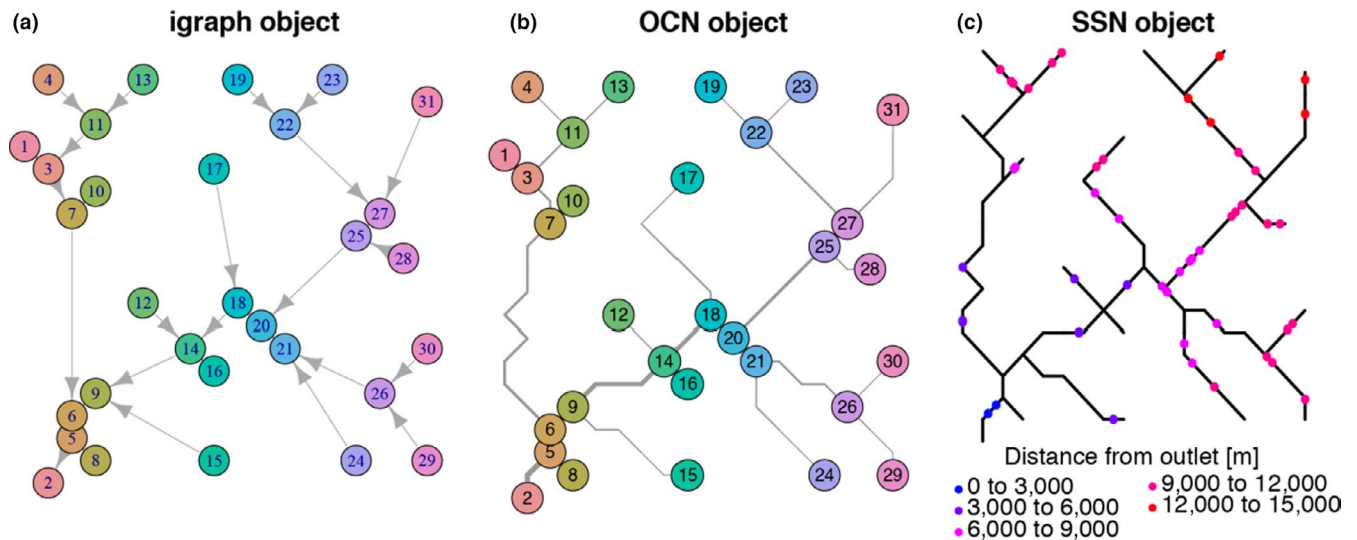 (a) igraph object
4 13 19 23 31
11 22
1
3 17
10
7 27
25
28
12 18
20
14 21 30
16
9 26
6
5
8 15 24 29
2
(b) OCN object
4 13 19 23
31
11 22
1
3 17
10
7 27
25
28
12 18
20
14 21 30
16
9 26
6
5
8 15 24 29
2
(c) SSN object
Distance from outlet [m]
0 to 3,000
3,000 to 6,000
6,000 to 9,000
9,000 to 12,000
12,000 to 15,000